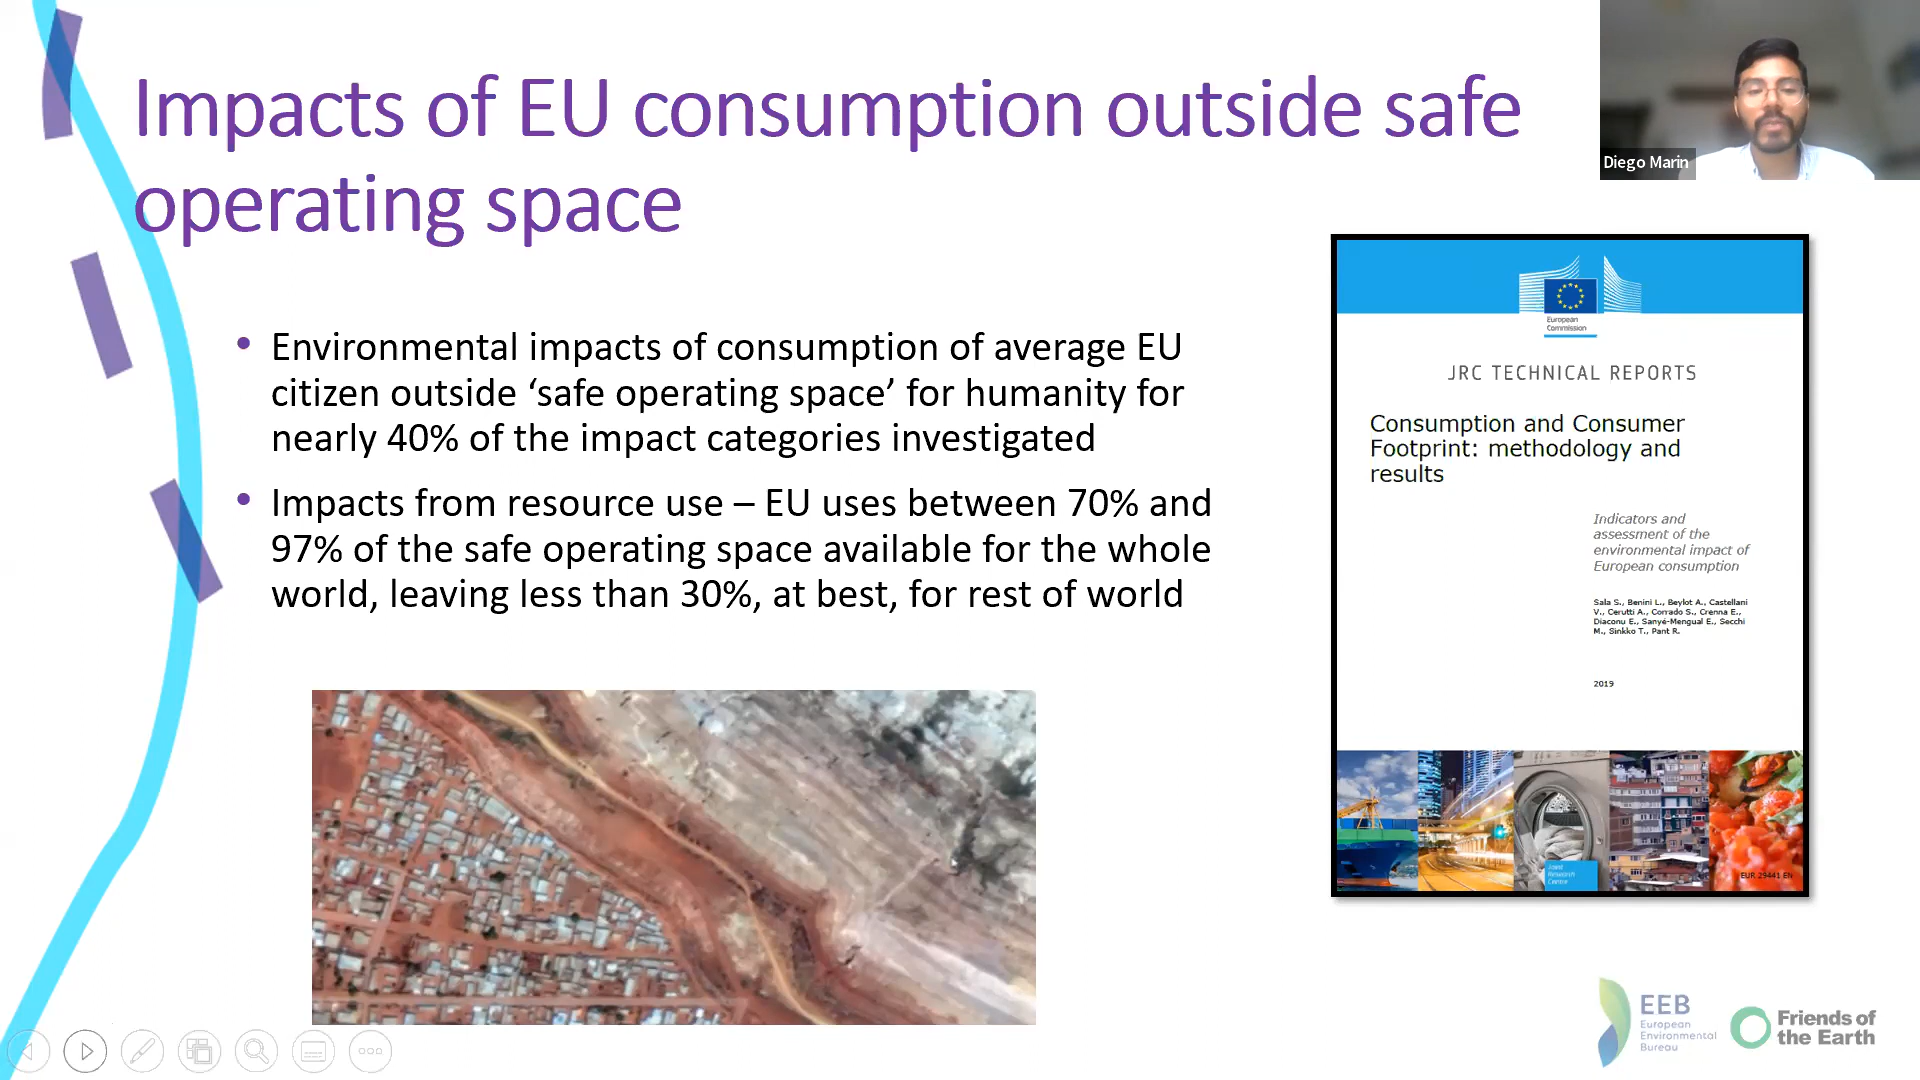 Impacts of EU consumption outside safe
operating space
Diego Marin
• Environmental impacts of consumption of average EU
citizen outside ‘safe operating space’ for humanity for
nearly 40% of the impact categories investigated
• Impacts from resource use – EU uses between 70% and
97% of the safe operating space available for the whole
world, leaving less than 30%, at best, for rest of world
European
Commission
JRC TECHNICAL REPORTS
Consumption and Consumer
Footprint: methodology and
results
Indicators and
assessment of the
environmental impact of
European consumption
Sala S., Benini L., Beylot A., Castellani
V., Cerutti A., Corrado S., Crenna E.,
Diaconu E., Sanyé-Mengual E., Secchi
M., Sinkko T., Pant R.
2019
Joint
Research
Centre
EUR 29441 EN
EEB
European
Environmental
Bureau
Friends of
the Earth